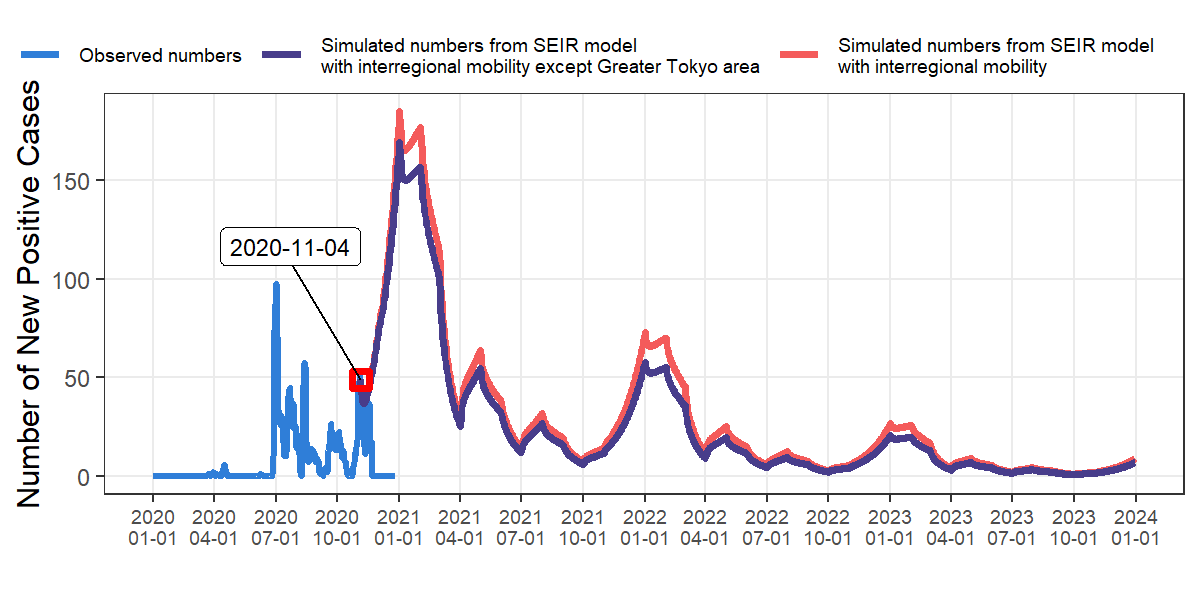 Observed numbers
Simulated numbers from SEIR model
with interregional mobility except Greater Tokyo area
Simulated numbers from SEIR model
with interregional mobility
Number of New Positive Cases
150
100
50
0
2020-11-04
2020 2020 2020 2020 2021 2021 2021 2021 2022 2022 2022 2022 2023 2023 2023 2023 2024
01-01 04-01 07-01 10-01 01-01 04-01 07-01 10-01 01-01 04-01 07-01 10-01 01-01 04-01 07-01 10-01 01-01